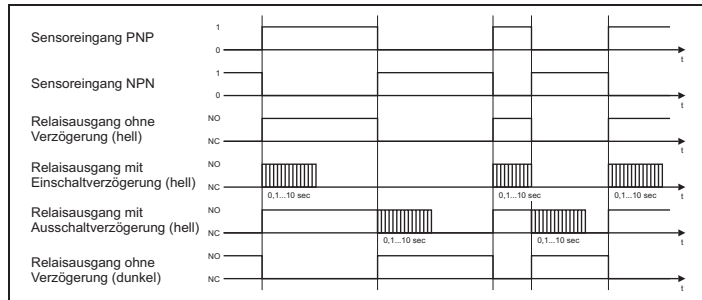 Sensoreingang PNP
1
0
t
Sensoreingang NPN
1
0
t
Relaisausgang ohne
Verzögerung (hell)
NO
NC
t
Relaisausgang mit
Einschaltverzögerung (hell)
NO
NC
0,1...10 sec
0,1...10 sec
0,1...10 sec
t
Relaisausgang mit
Ausschaltverzögerung (hell)
NO
NC
0,1...10 sec
0,1...10 sec
t
Relaisausgang ohne
Verzögerung (dunkel)
NO
NC
t